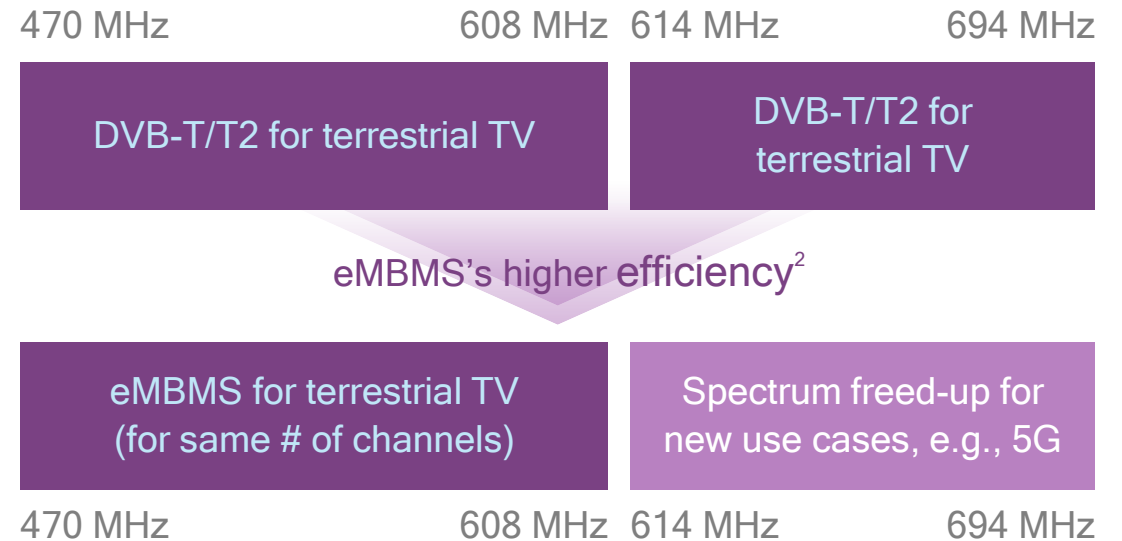 470 MHz 608 MHz 614 MHz 694 MHz
DVB-T/T2 for terrestrial TV
DVB-T/T2 for
terrestrial TV
eMBMS's higher efficiency²
eMBMS for terrestrial TV
(for same # of channels)
Spectrum freed-up for
new use cases, e.g., 5G
470 MHz 608 MHz 614 MHz 694 MHz